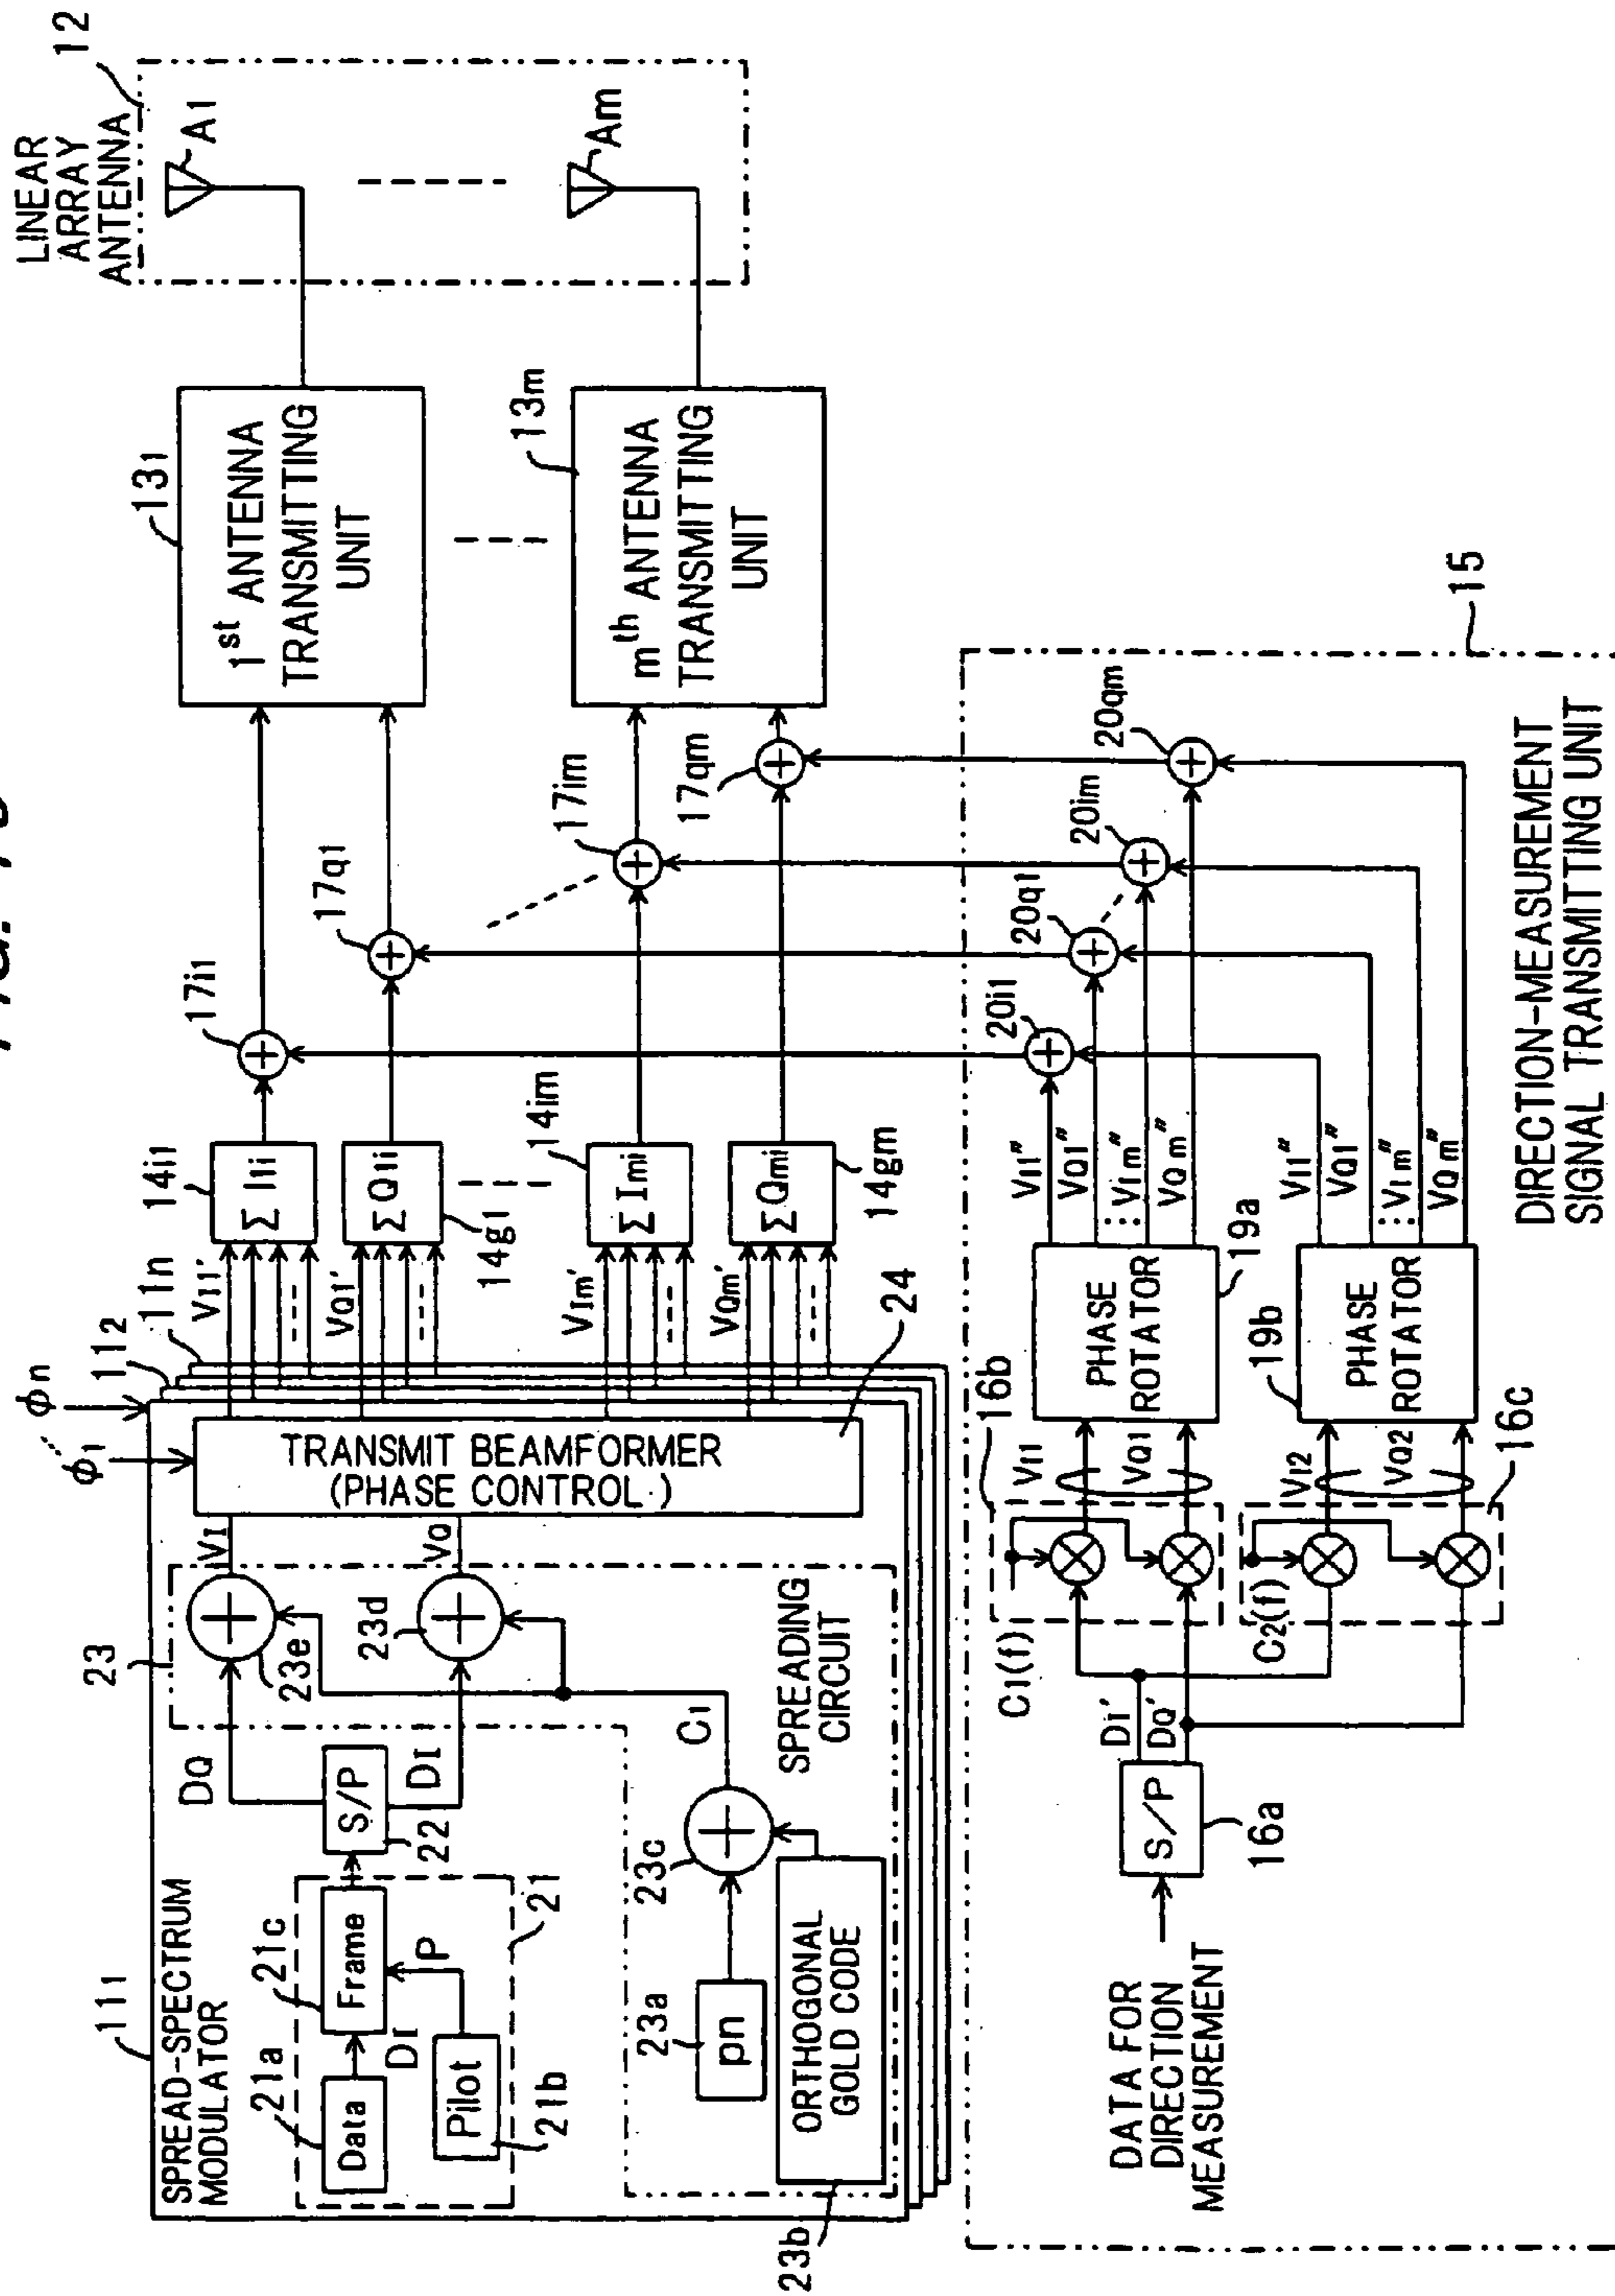 LINEAR
ARRAY
ANTENNA
12
A1
Am
131
1st ANTENNA
TRANSMITTING
UNIT
13m
mth ANTENNA
TRANSMITTING
UNIT
17i1
17q1
17im
17qm
14i1
Σ I1i
Σ Q1i
14g1
14im
Σ Imi
Σ Qmi
14gm
VI1'
VQ1'
VIm'
VQm'
ϕ1
ϕn
112
11n
111
SPREAD-SPECTRUM
MODULATOR
TRANSMIT BEAMFORMER
(PHASE CONTROL)
24
VI
VQ
23
23e
23d
SPREADING
CIRCUIT
DQ
S/P
DI
22
21a
Data
DI
21c
Frame
P
Pilot
21b
21
C1
23c
23a
pn
ORTHOGONAL
GOLD CODE
23b
15
DIRECTION-MEASUREMENT
SIGNAL TRANSMITTING UNIT
20i1
20q1
20im
20qm
VI1"
VQ1"
VIm"
VQm"
PHASE
ROTATOR
19a
VI1"
VQ1"
VIm"
VQm"
19b
PHASE
ROTATOR
16b
VI1
VQ1
VI2
VQ2
16c
C1(f)
C2(f)
DI'
DQ'
S/P
16a
DATA FOR
DIRECTION
MEASUREMENT